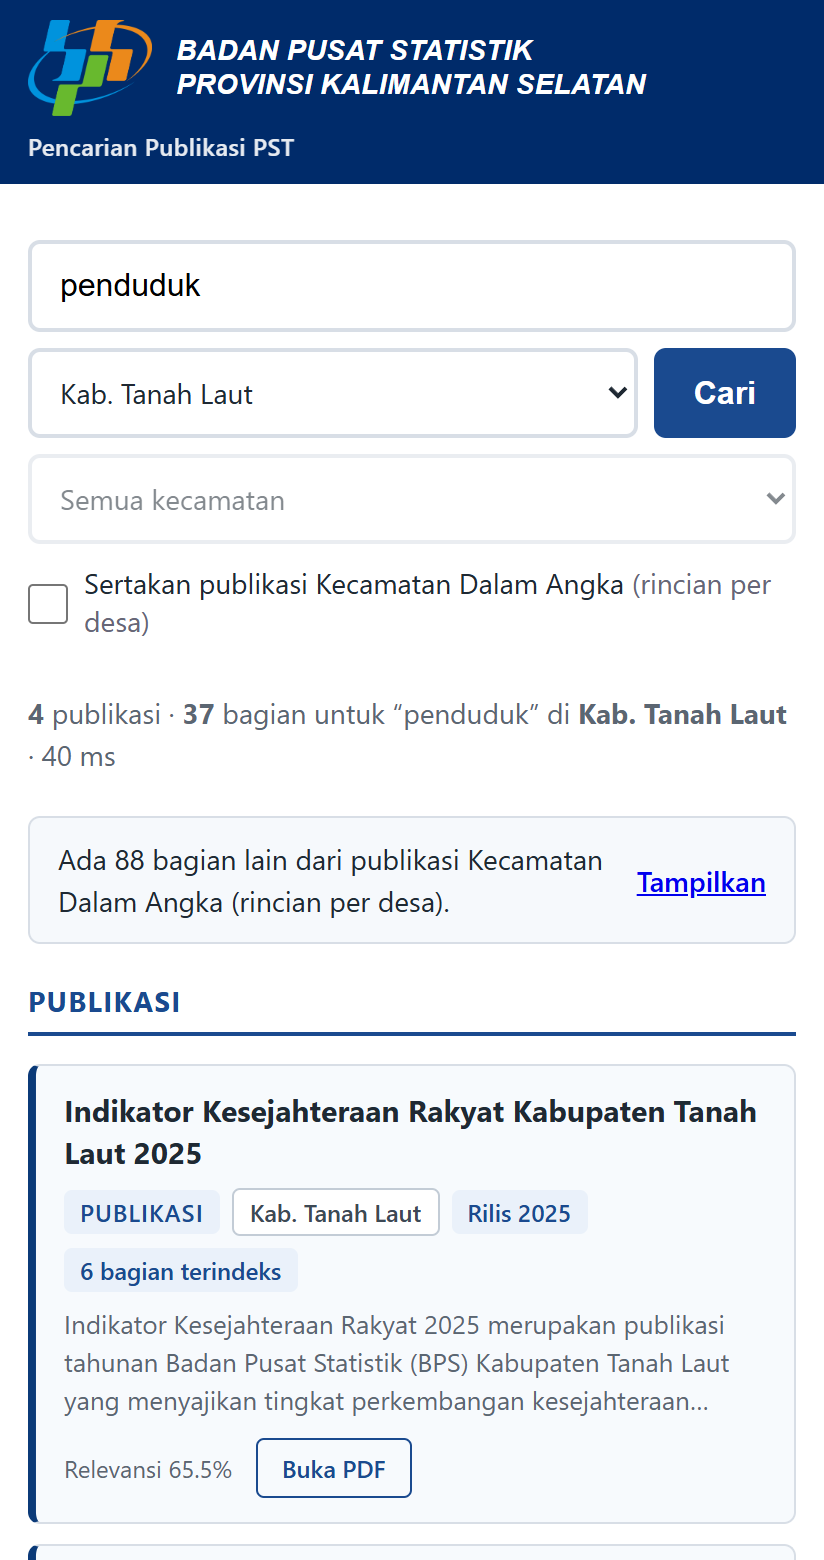 BADAN PUSAT STATISTIK
PROVINSI KALIMANTAN SELATAN
Pencarian Publikasi PST
penduduk
Kab. Tanah Laut
Cari
Semua kecamatan
Sertakan publikasi Kecamatan Dalam Angka (rincian per
desa)
4 publikasi · 37 bagian untuk “penduduk” di Kab. Tanah Laut
· 40 ms
Ada 88 bagian lain dari publikasi Kecamatan
Dalam Angka (rincian per desa).
Tampilkan
PUBLIKASI
Indikator Kesejahteraan Rakyat Kabupaten Tanah
Laut 2025
PUBLIKASI
Kab. Tanah Laut
Rilis 2025
6 bagian terindeks
Indikator Kesejahteraan Rakyat 2025 merupakan publikasi
tahunan Badan Pusat Statistik (BPS) Kabupaten Tanah Laut
yang menyajikan tingkat perkembangan kesejahteraan...
Relevansi 65.5%
Buka PDF